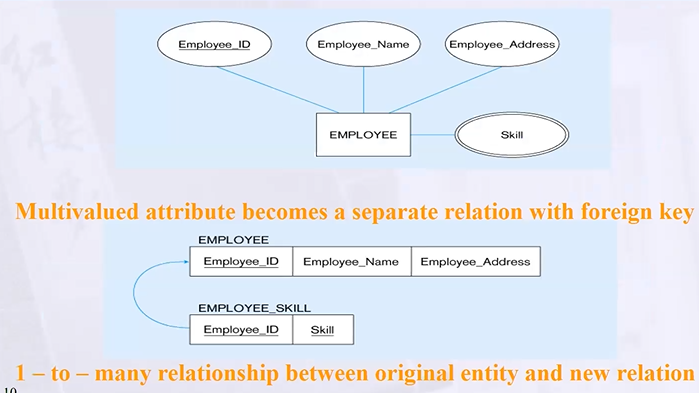 Employee_ID Employee_Name Employee_Address
EMPLOYEE Skill
Multivalued attribute becomes a separate relation with foreign key
EMPLOYEE
Employee_ID Employee_Name Employee_Address
EMPLOYEE_SKILL
Employee_ID Skill
1 – to – many relationship between original entity and new relation
10